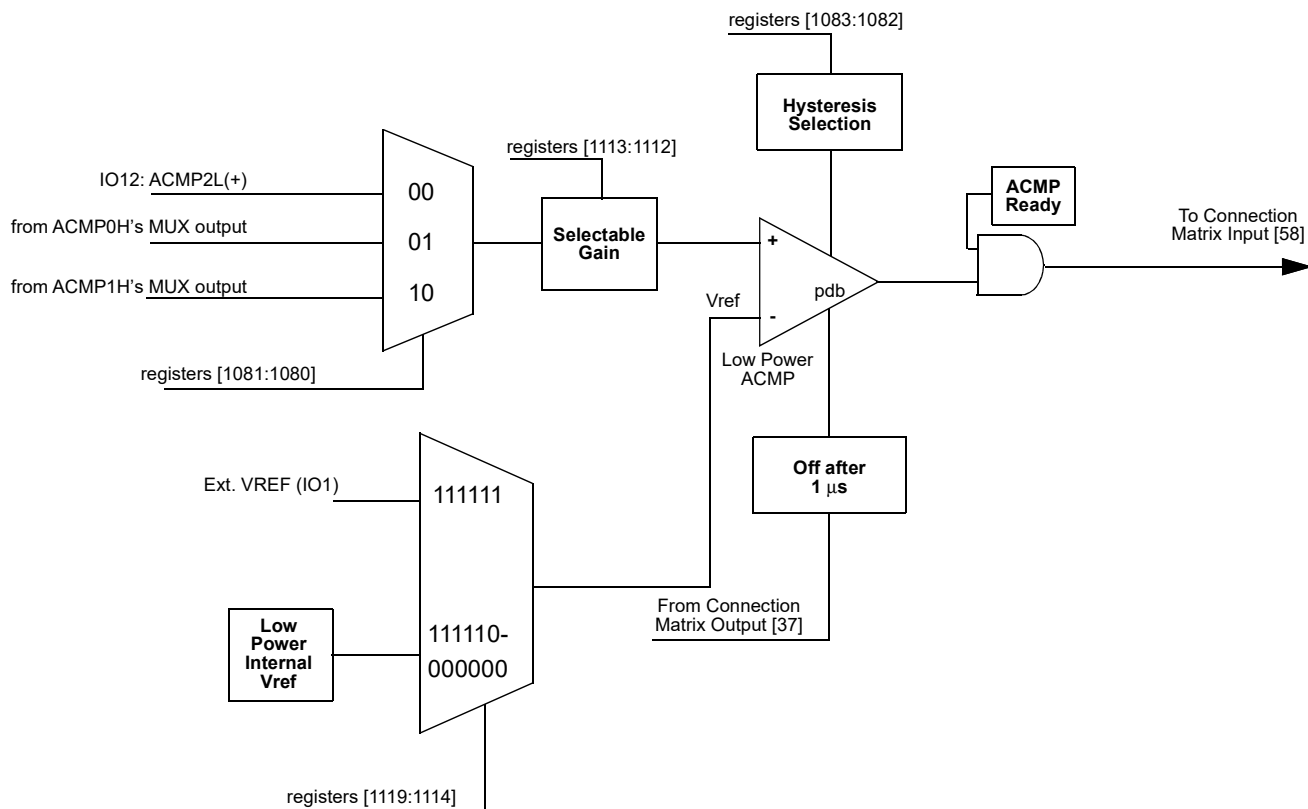 registers [1083:1082]
Hysteresis
Selection
registers [1113:1112]
IO12: ACMP2L(+)
00
ACMP
Ready
from ACMP0H's MUX output
01
Selectable
Gain
+
To Connection
Matrix Input [58]
from ACMP1H's MUX output
10
Vref
pdb
-
Low Power
ACMP
registers [1081:1080]
Ext. VREF (IO1)
111111
Off after
1 μs
Low
Power
Internal
Vref
111110-
000000
From Connection
Matrix Output [37]
registers [1119:1114]